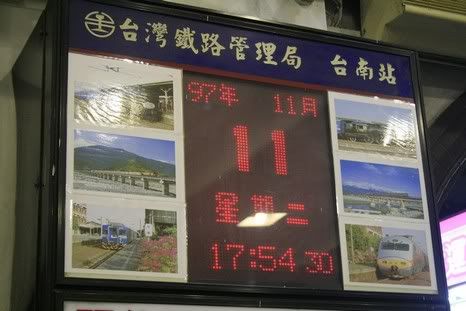 台灣鐵路管理局 台南站
97年 11月
11
星期二
17:54 30